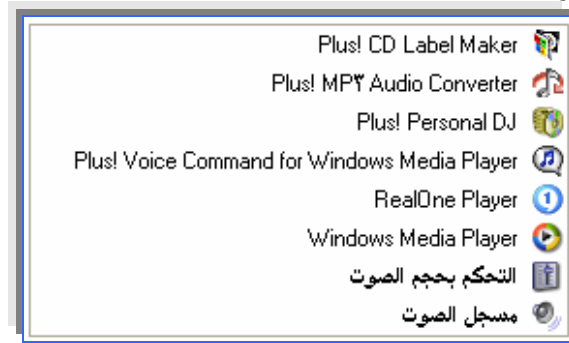 Plus! CD Label Maker
Plus! MP٣ Audio Converter
Plus! Personal DJ
Plus! Voice Command for Windows Media Player
RealOne Player
Windows Media Player
التحكم بحجم الصوت
مسجل الصوت